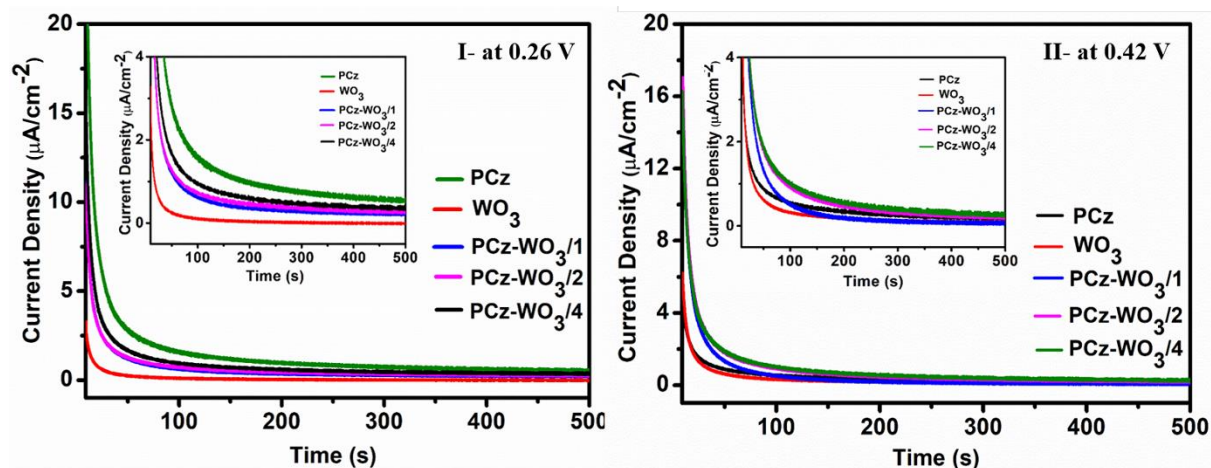 I- at 0.26 V
Current Density (μA/cm⁻²)
20
15
10
5
0
100
200
300
400
500
Time (s)
Current Density (μA/cm⁻²)
4
2
0
100
200
300
400
500
Time (s)
PCz
WO₃
PCz-WO₃/1
PCz-WO₃/2
PCz-WO₃/4
PCz
WO₃
PCz-WO₃/1
PCz-WO₃/2
PCz-WO₃/4
II- at 0.42 V
Current Density (μA/cm⁻²)
20
16
12
8
4
0
100
200
300
400
500
Time (s)
Current Density (μA/cm⁻²)
4
2
0
100
200
300
400
500
Time (s)
PCz
WO₃
PCz-WO₃/1
PCz-WO₃/2
PCz-WO₃/4
PCz
WO₃
PCz-WO₃/1
PCz-WO₃/2
PCz-WO₃/4